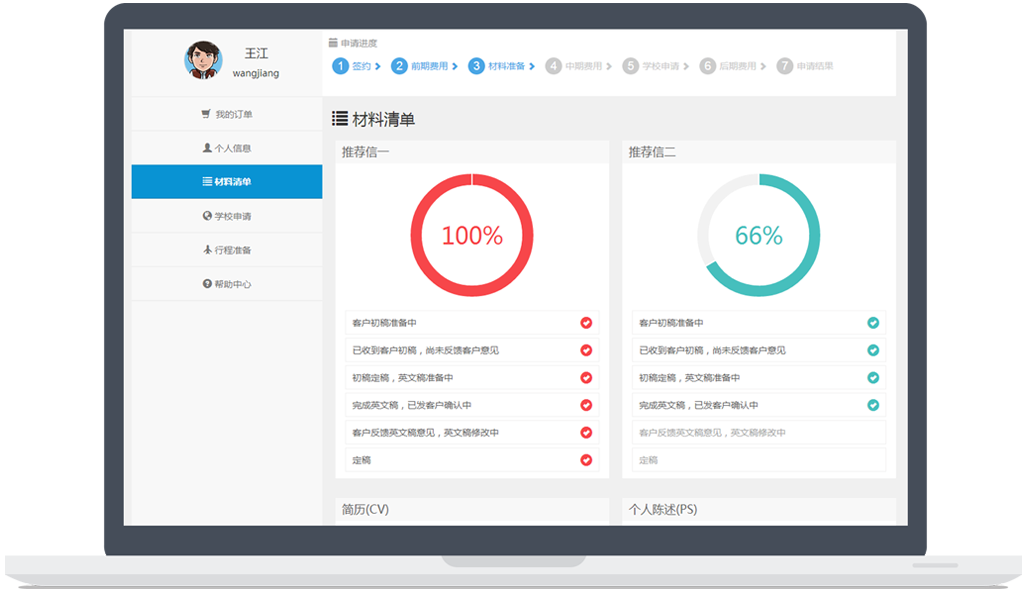 王江
wangjiang
我的订单
个人信息
材料清单
学校申请
行程准备
帮助中心
申请进度
1 签约 2 前期费用 3 材料准备 4 中期费用 5 学校申请 6 后期费用 7 申请结果
材料清单
推荐信一
100%
客户初稿准备中
已收到客户初稿，尚未反馈客户意见
初稿定稿，英文稿准备中
完成英文稿，已发客户确认中
客户反馈英文稿意见，英文稿修改中
定稿
推荐信二
66%
客户初稿准备中
已收到客户初稿，尚未反馈客户意见
初稿定稿，英文稿准备中
完成英文稿，已发客户确认中
客户反馈英文稿意见，英文稿修改中
定稿
简历(CV)
个人陈述(PS)